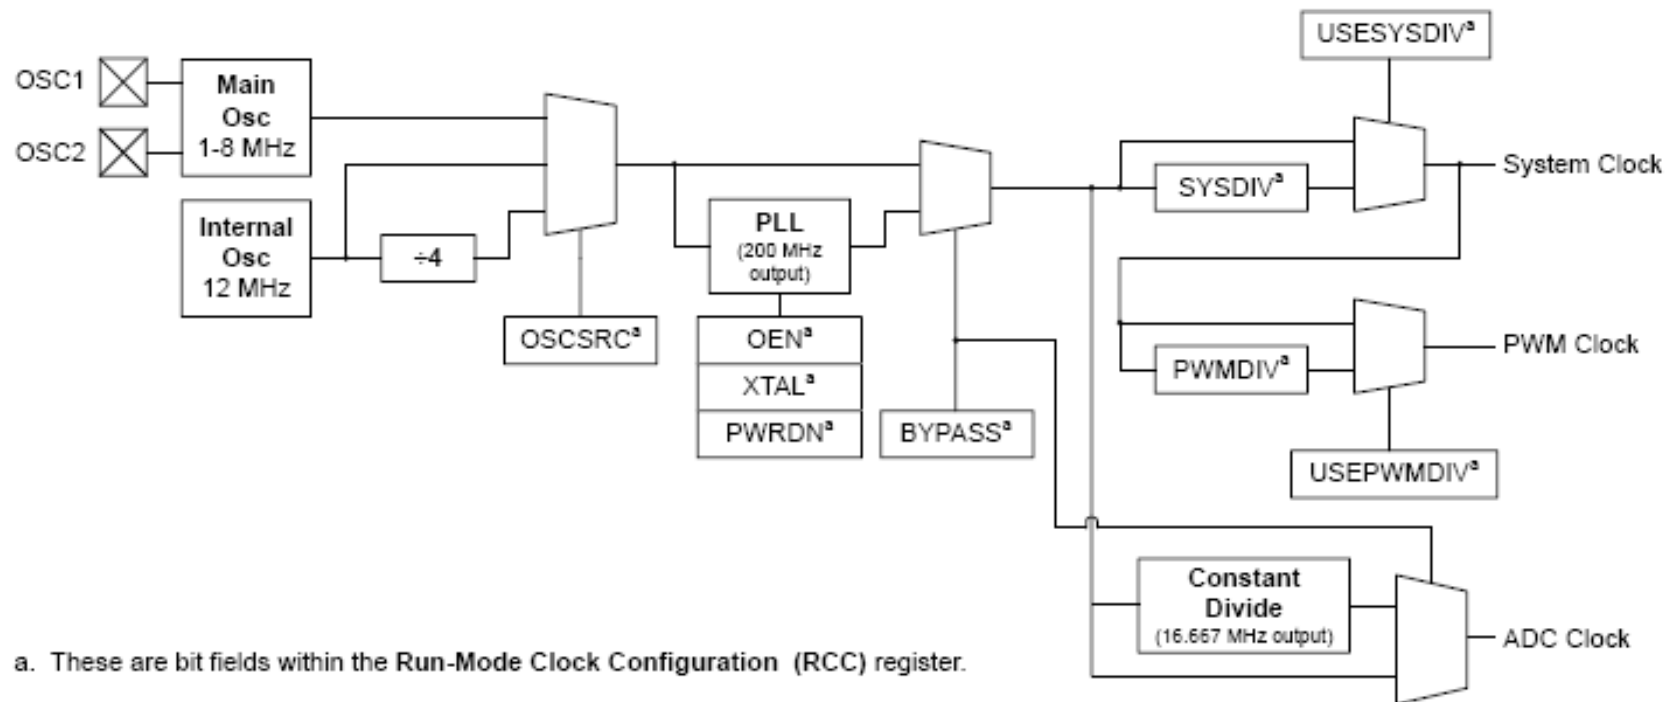 USESYSDIVᵃ
OSC1
OSC2
Main
Osc
1-8 MHz
Internal
Osc
12 MHz
÷4
OSCSRCᵃ
PLL
(200 MHz
output)
OENᵃ
XTALᵃ
PWRDNᵃ
BYPASSᵃ
SYSDIVᵃ
System Clock
PWMDIVᵃ
PWM Clock
USEPWMDIVᵃ
Constant
Divide
(16.667 MHz output)
ADC Clock
a. These are bit fields within the Run-Mode Clock Configuration (RCC) register.